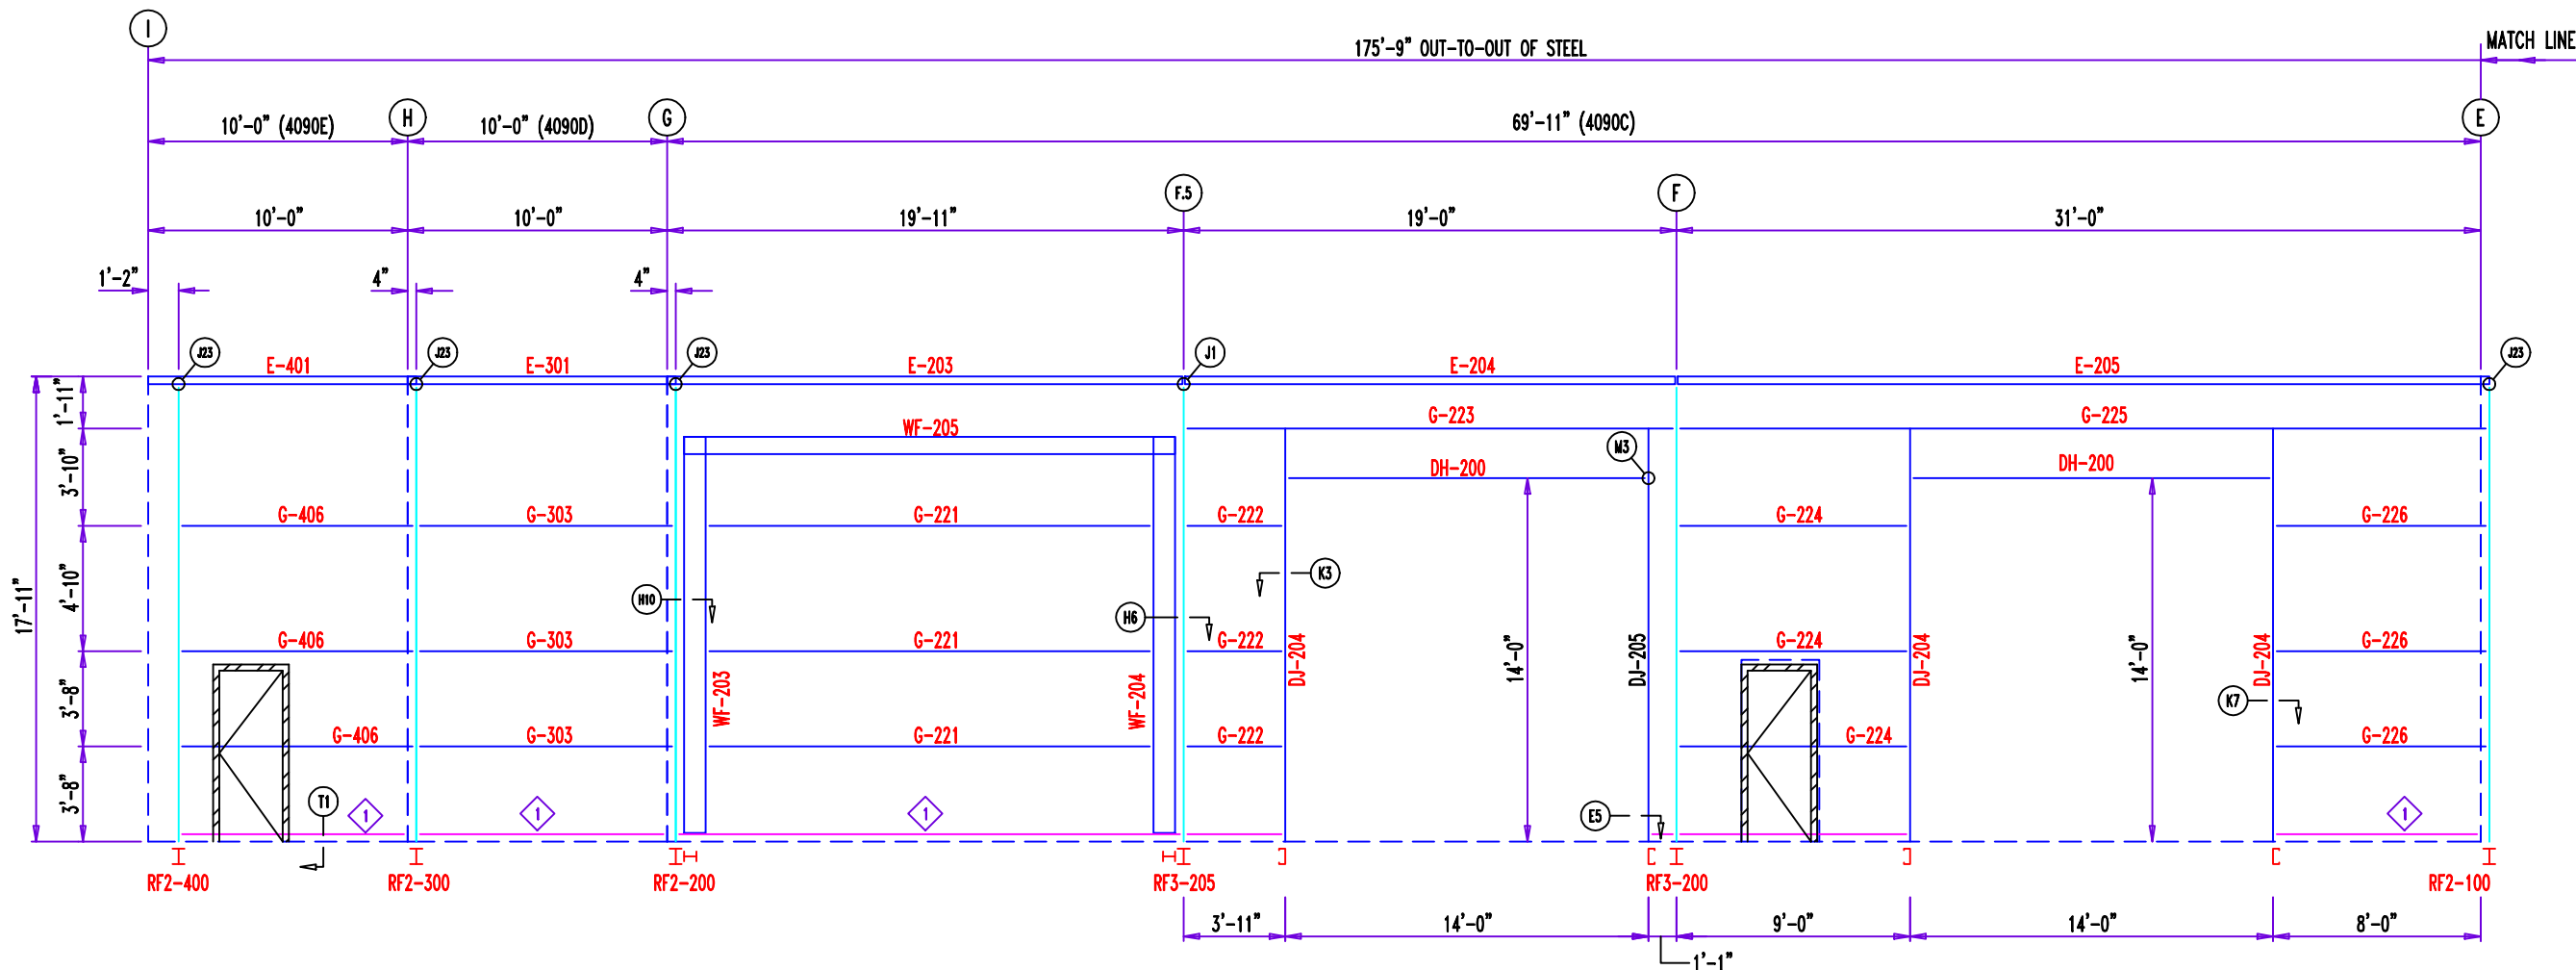 I
175'-9" OUT-TO-OUT OF STEEL
MATCH LINE
H
G
E
10'-0" (4090E)
10'-0" (4090D)
69'-11" (4090C)
F.5
F
10'-0"
10'-0"
19'-11"
19'-0"
31'-0"
1'-2"
4"
4"
J23
J23
J23
J1
J23
E-401
E-301
E-203
E-204
E-205
1'-11"
G-223
G-225
WF-205
M3
3'-10"
DH-200
DH-200
G-406
G-303
G-221
G-222
G-224
G-226
17'-11"
4'-10"
H10
H6
K3
G-406
G-303
G-221
G-222
G-224
G-226
14'-0"
DJ-204
DJ-205
DJ-204
14'-0"
DJ-204
3'-8"
WF-203
WF-204
K7
G-406
G-303
G-221
G-222
G-224
G-226
3'-8"
T1
1
1
1
E5
1
RF2-400
RF2-300
RF2-200
RF3-205
RF3-200
RF2-100
3'-11"
14'-0"
9'-0"
14'-0"
8'-0"
1'-1"